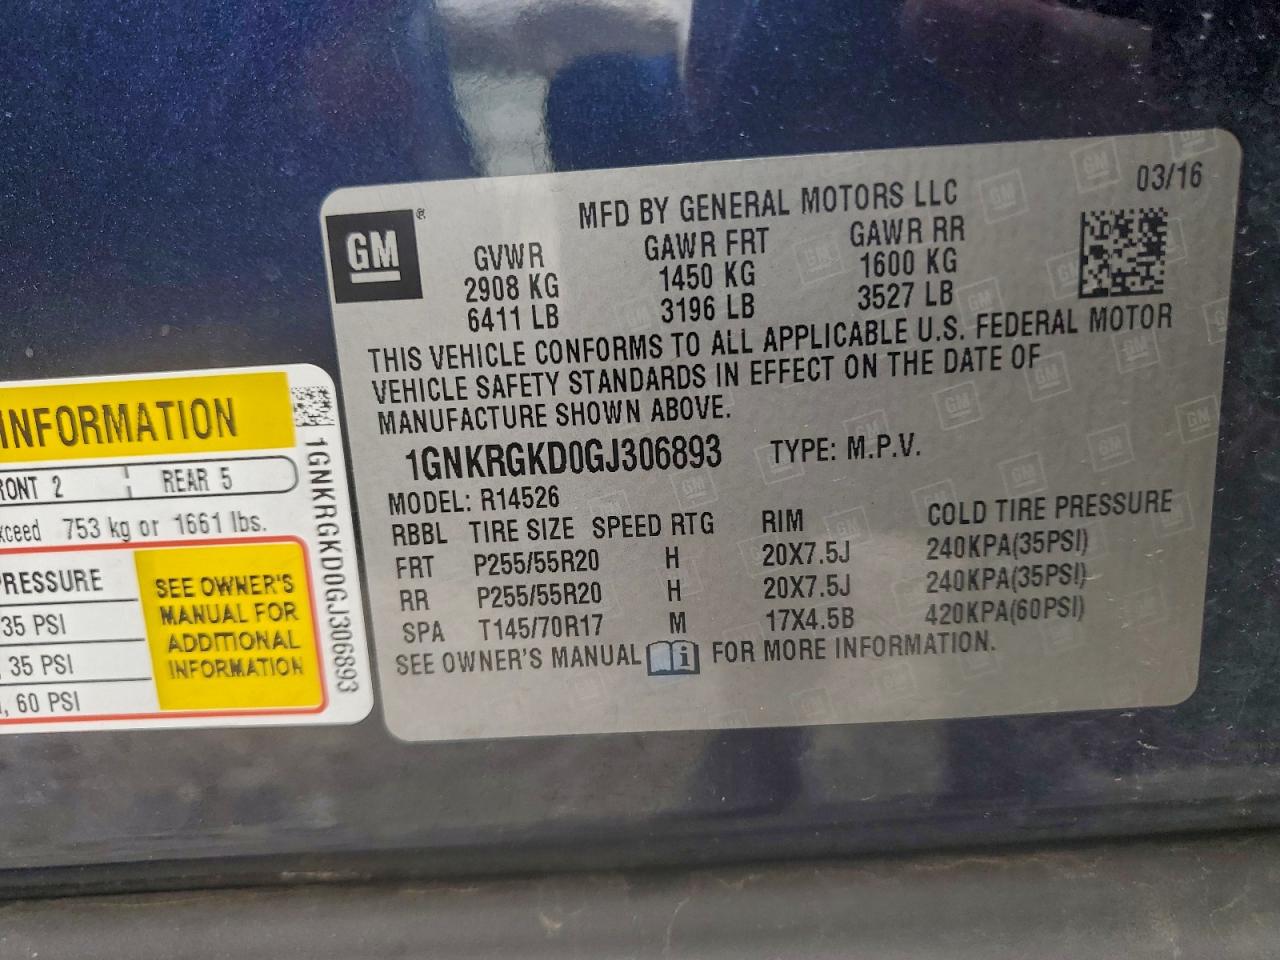 03/16
GM®
MFD BY GENERAL MOTORS LLC
GVWR GAWR FRT GAWR RR
2908 KG 1450 KG 1600 KG
6411 LB 3196 LB 3527 LB
THIS VEHICLE CONFORMS TO ALL APPLICABLE U.S. FEDERAL MOTOR
VEHICLE SAFETY STANDARDS IN EFFECT ON THE DATE OF
MANUFACTURE SHOWN ABOVE.
1GNKRGKD0GJ306893 TYPE: M.P.V.
MODEL: R14526
RBBL TIRE SIZE SPEED RTG RIM COLD TIRE PRESSURE
FRT P255/55R20 H 20X7.5J 240KPA(35PSI)
RR P255/55R20 H 20X7.5J 240KPA(35PSI)
SPA T145/70R17 M 17X4.5B 420KPA(60PSI)
SEE OWNER'S MANUAL i FOR MORE INFORMATION.
INFORMATION
RONT 2 REAR 5
xceed 753 kg or 1661 lbs.
PRESSURE
35 PSI
, 35 PSI
, 60 PSI
SEE OWNER'S
MANUAL FOR
ADDITIONAL
INFORMATION
1GNKRGKD0GJ306893